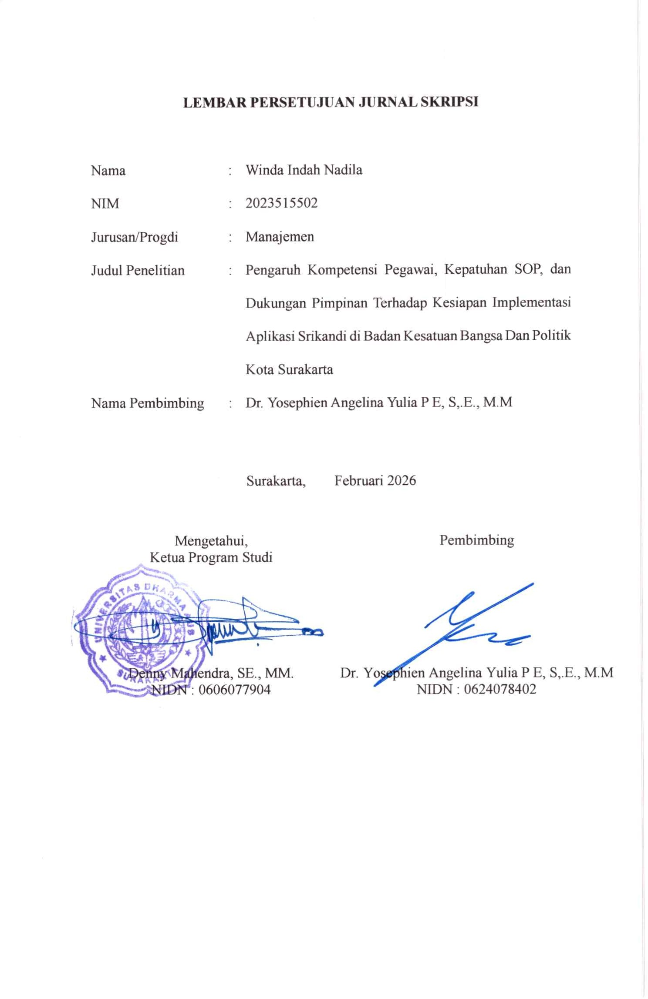 LEMBAR PERSETUJUAN JURNAL SKRIPSI
Nama : Winda Indah Nadila
NIM : 2023515502
Jurusan/Progdi : Manajemen
Judul Penelitian : Pengaruh Kompetensi Pegawai, Kepatuhan SOP, dan
Dukungan Pimpinan Terhadap Kesiapan Implementasi
Aplikasi Srikandi di Badan Kesatuan Bangsa Dan Politik
Kota Surakarta
Nama Pembimbing : Dr. Yosephien Angelina Yulia P E, S,.E., M.M
Surakarta, Februari 2026
Mengetahui,
Ketua Program Studi
Pembimbing
UNIVERSITAS DHARMA AUB
SURAKARTA
Denny Mahendra, SE., MM.
NIDN : 0606077904
Dr. Yosephien Angelina Yulia P E, S,.E., M.M
NIDN : 0624078402